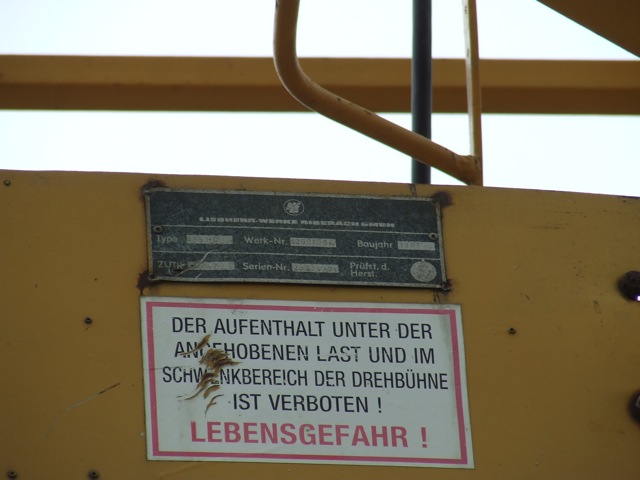 LIEBHERR-WERKE BIBERACH GMBH
Type Werk-Nr. Baujahr
Serien-Nr. Prüfst. d.
Herst.
DER AUFENTHALT UNTER DER
ANGEHOBENEN LAST UND IM
SCHWENKBEREICH DER DREHBÜHNE
IST VERBOTEN !
LEBENSGEFAHR !